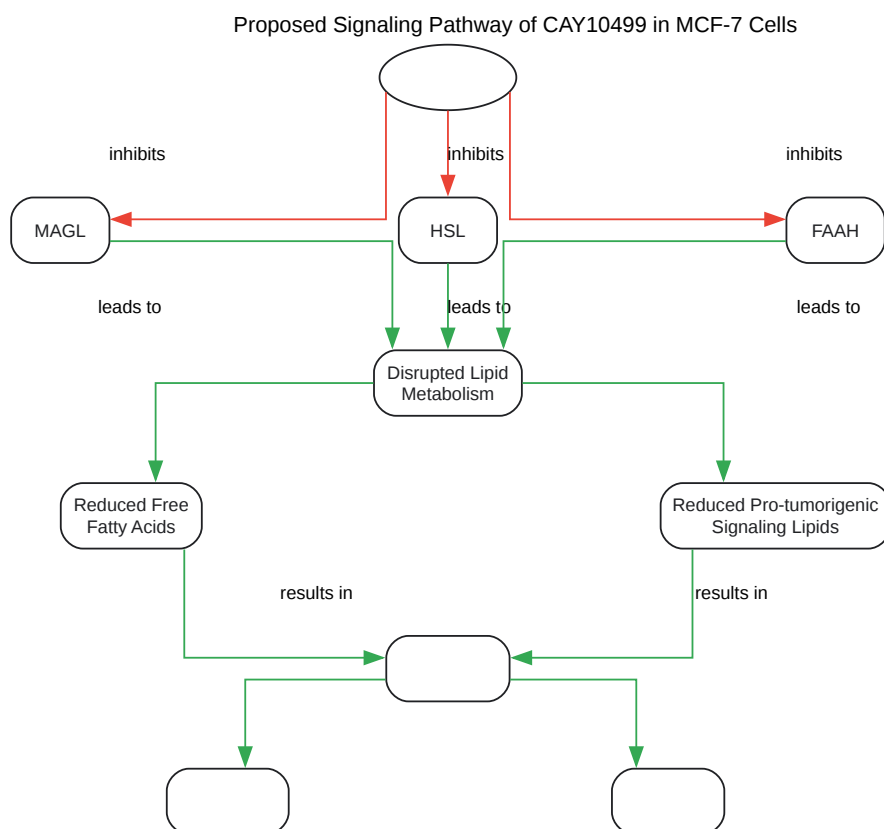 Proposed Signaling Pathway of CAY10499 in MCF-7 Cells
inhibits
inhibits
inhibits
MAGL
HSL
FAAH
leads to
leads to
leads to
Disrupted Lipid
Metabolism
Reduced Free
Fatty Acids
Reduced Pro-tumorigenic
Signaling Lipids
results in
results in